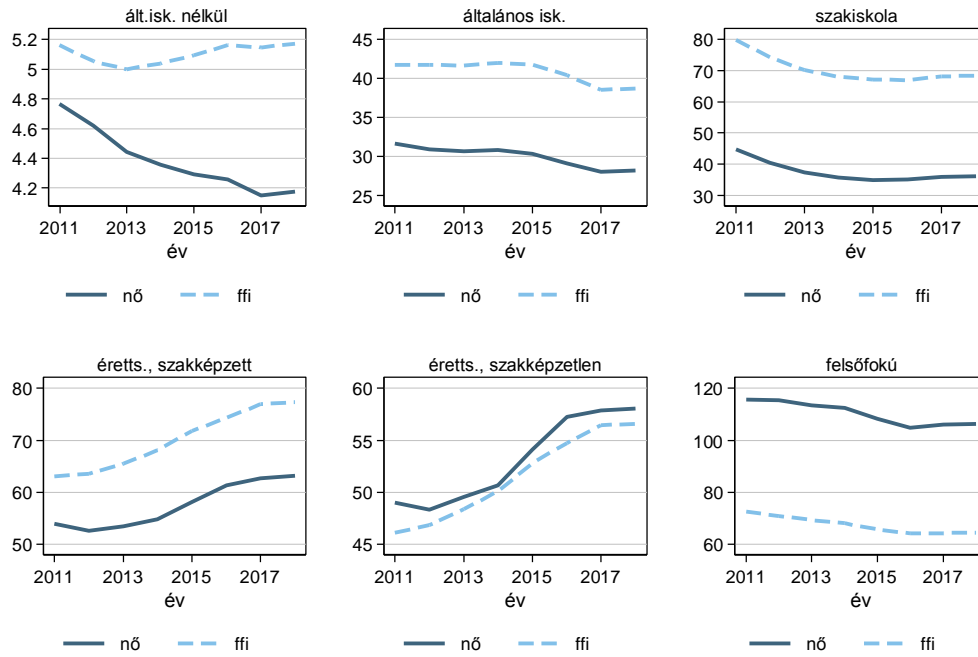 ált.isk. nélkül
5.2
5
4.8
4.6
4.4
4.2
2011 2013 2015 2017
év
nő ffi
általános isk.
45
40
35
30
25
2011 2013 2015 2017
év
nő ffi
szakiskola
80
70
60
50
40
30
2011 2013 2015 2017
év
nő ffi
éretts., szakképzett
80
70
60
50
2011 2013 2015 2017
év
nő ffi
éretts., szakképzetlen
60
55
50
45
2011 2013 2015 2017
év
nő ffi
felsőfokú
120
100
80
60
2011 2013 2015 2017
év
nő ffi